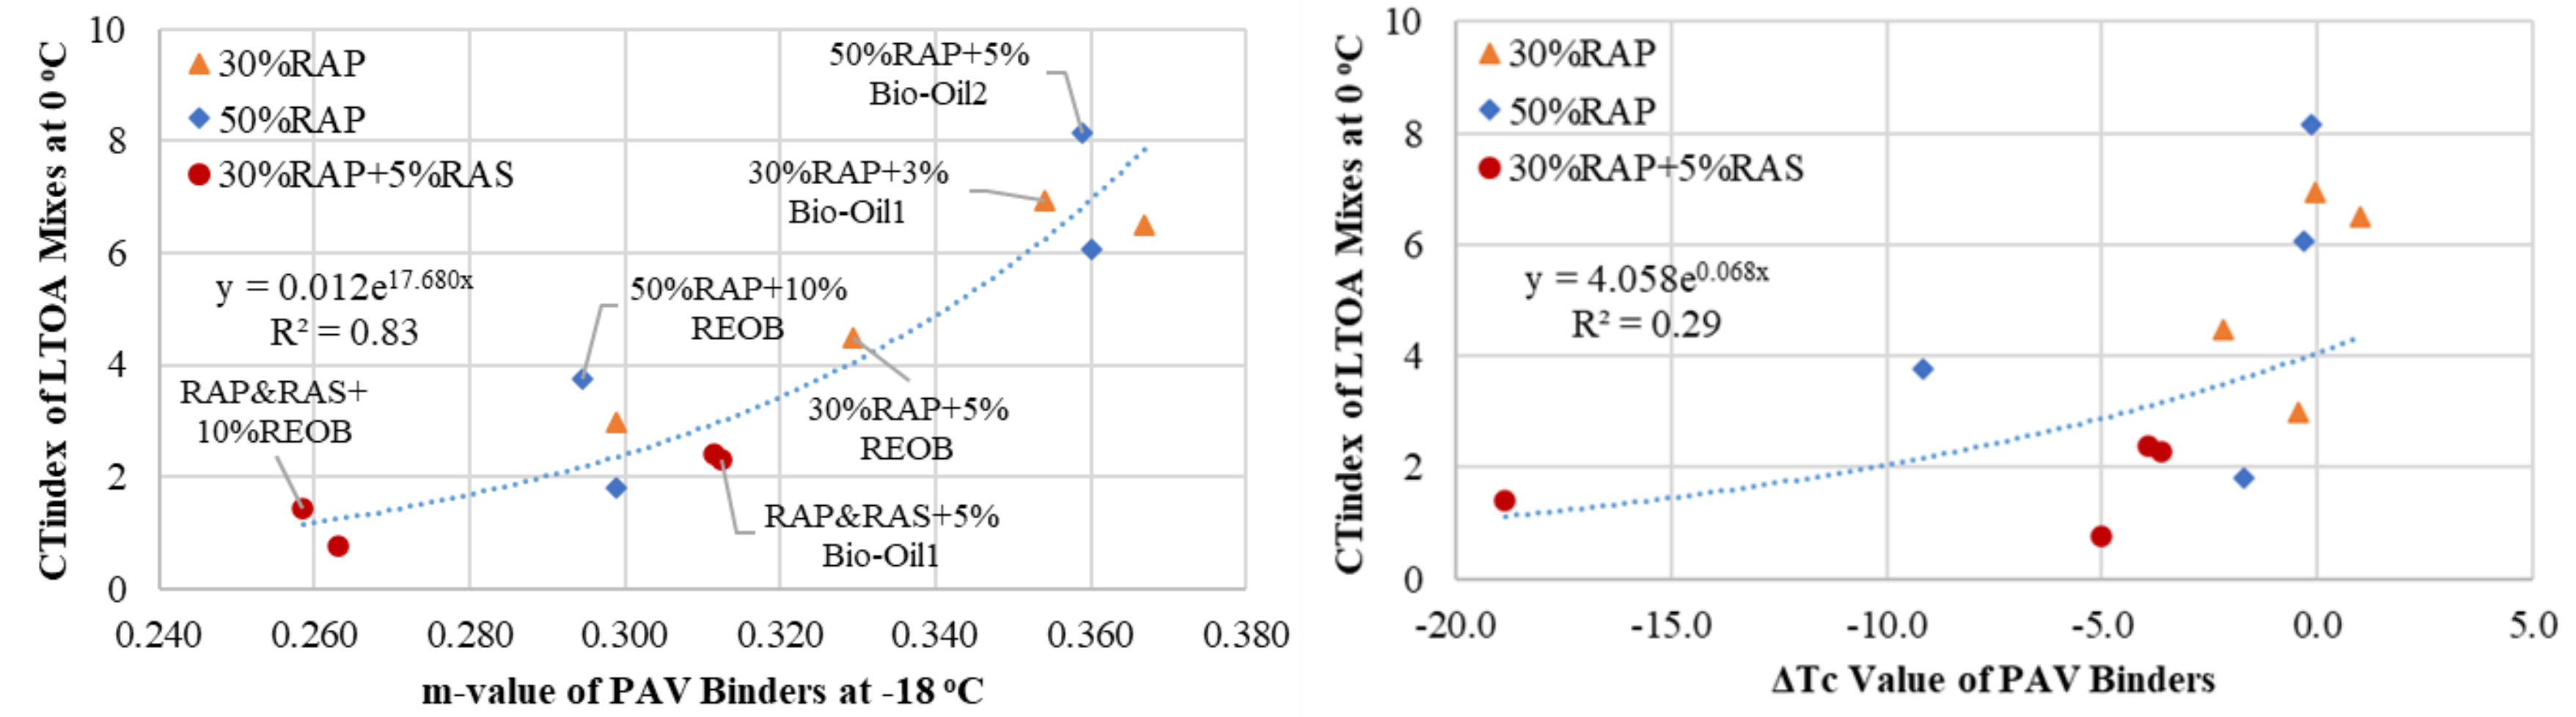 CTindex of LTOA Mixes at 0 ºC
10
8
6
4
2
0
30%RAP
50%RAP
30%RAP+5%RAS
y = 0.012e^17.680x
R² = 0.83
50%RAP+5%
Bio-Oil2
30%RAP+3%
Bio-Oil1
50%RAP+10%
REOB
RAP&RAS+
10%REOB
30%RAP+5%
REOB
RAP&RAS+5%
Bio-Oil1
0.240 0.260 0.280 0.300 0.320 0.340 0.360 0.380
m-value of PAV Binders at -18 ºC
CTindex of LTOA Mixes at 0 ºC
10
8
6
4
2
0
30%RAP
50%RAP
30%RAP+5%RAS
y = 4.058e^0.068x
R² = 0.29
-20.0 -15.0 -10.0 -5.0 0.0 5.0
ΔTc Value of PAV Binders